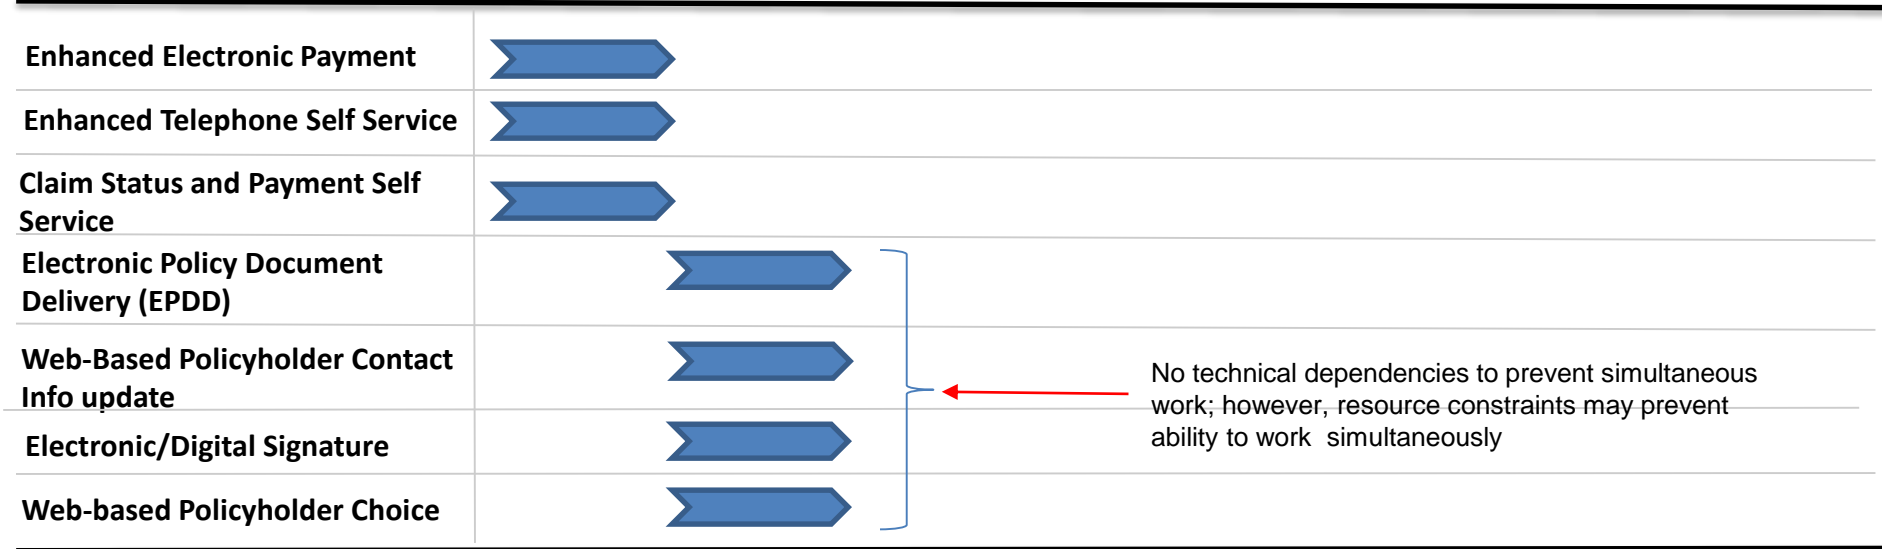 Enhanced Electronic Payment
Enhanced Telephone Self Service
Claim Status and Payment Self
Service
Electronic Policy Document
Delivery (EPDD)
Web-Based Policyholder Contact
Info update
Electronic/Digital Signature
Web-based Policyholder Choice
No technical dependencies to prevent simultaneous
work; however, resource constraints may prevent
ability to work  simultaneously